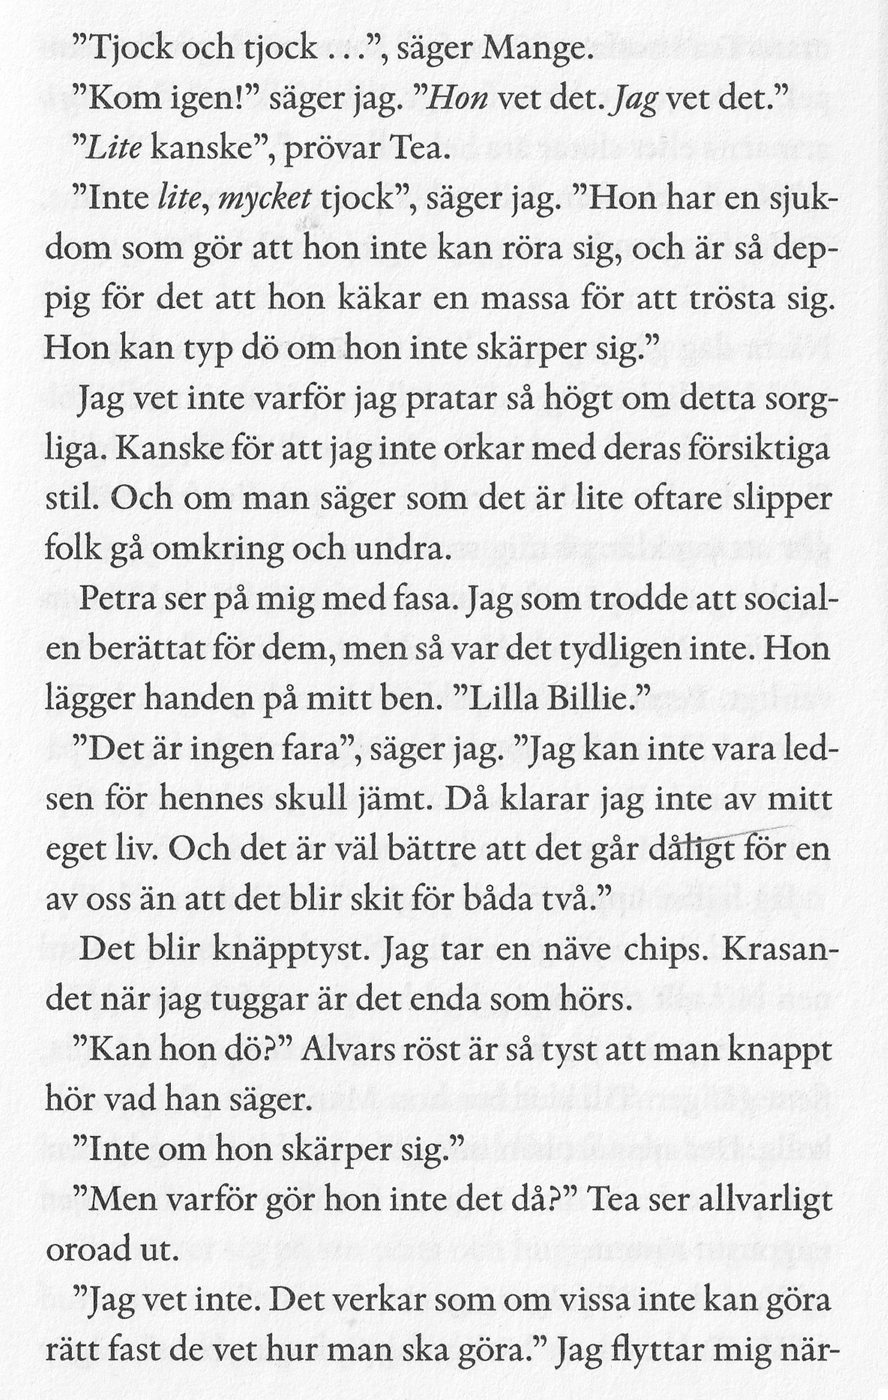 ”Tjock och tjock . . .”, säger Mange.
”Kom igen!” säger jag. ”Hon vet det. Jag vet det.”
”Lite kanske”, prövar Tea.
”Inte lite, mycket tjock”, säger jag. ”Hon har en sjuk-
dom som gör att hon inte kan röra sig, och är så dep-
pig för det att hon käkar en massa för att trösta sig.
Hon kan typ dö om hon inte skärper sig.”
Jag vet inte varför jag pratar så högt om detta sorg-
liga. Kanske för att jag inte orkar med deras försiktiga
stil. Och om man säger som det är lite oftare slipper
folk gå omkring och undra.
Petra ser på mig med fasa. Jag som trodde att social-
en berättat för dem, men så var det tydligen inte. Hon
lägger handen på mitt ben. ”Lilla Billie.”
”Det är ingen fara”, säger jag. ”Jag kan inte vara led-
sen för hennes skull jämt. Då klarar jag inte av mitt
eget liv. Och det är väl bättre att det går dåligt för en
av oss än att det blir skit för båda två.”
Det blir knäpptyst. Jag tar en näve chips. Krasan-
det när jag tuggar är det enda som hörs.
”Kan hon dö?” Alvars röst är så tyst att man knappt
hör vad han säger.
”Inte om hon skärper sig.”
”Men varför gör hon inte det då?” Tea ser allvarligt
oroad ut.
”Jag vet inte. Det verkar som om vissa inte kan göra
rätt fast de vet hur man ska göra.” Jag flyttar mig när-